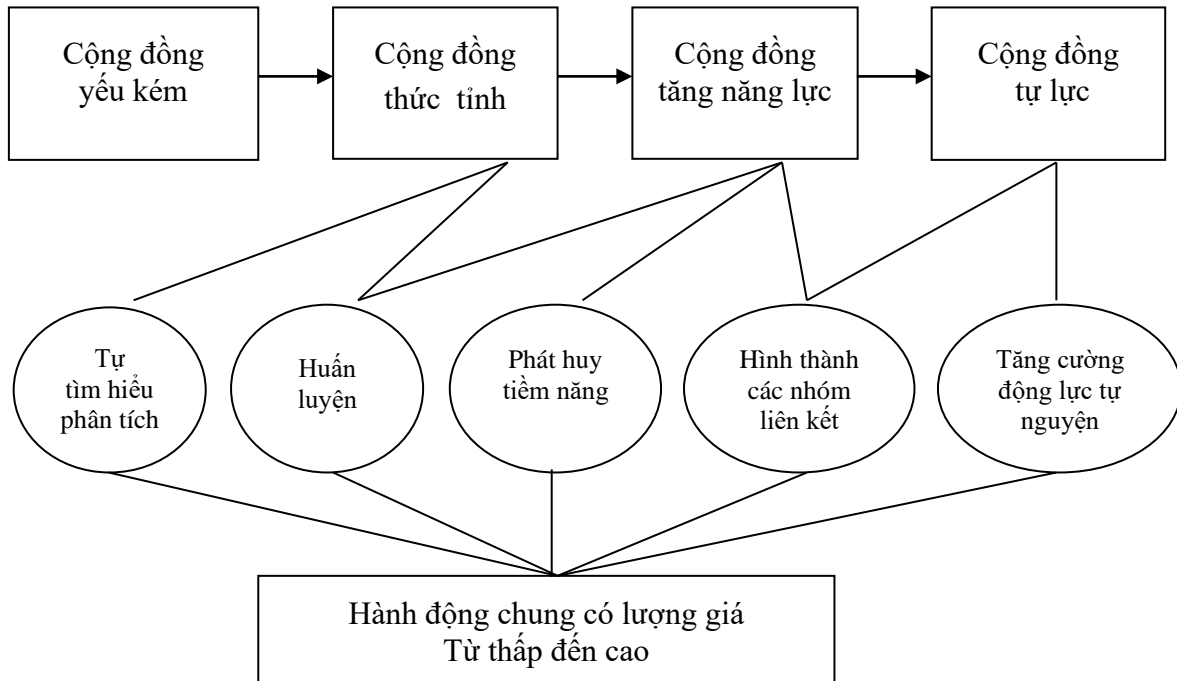 Cộng đồng
yếu kém
Cộng đồng
thức tỉnh
Cộng đồng
tăng năng lực
Cộng đồng
tự lực
Tự
tìm hiểu
phân tích
Huấn
luyện
Phát huy
tiềm năng
Hình thành
các nhóm
liên kết
Tăng cường
động lực tự
nguyện
Hành động chung có lượng giá
Từ thấp đến cao